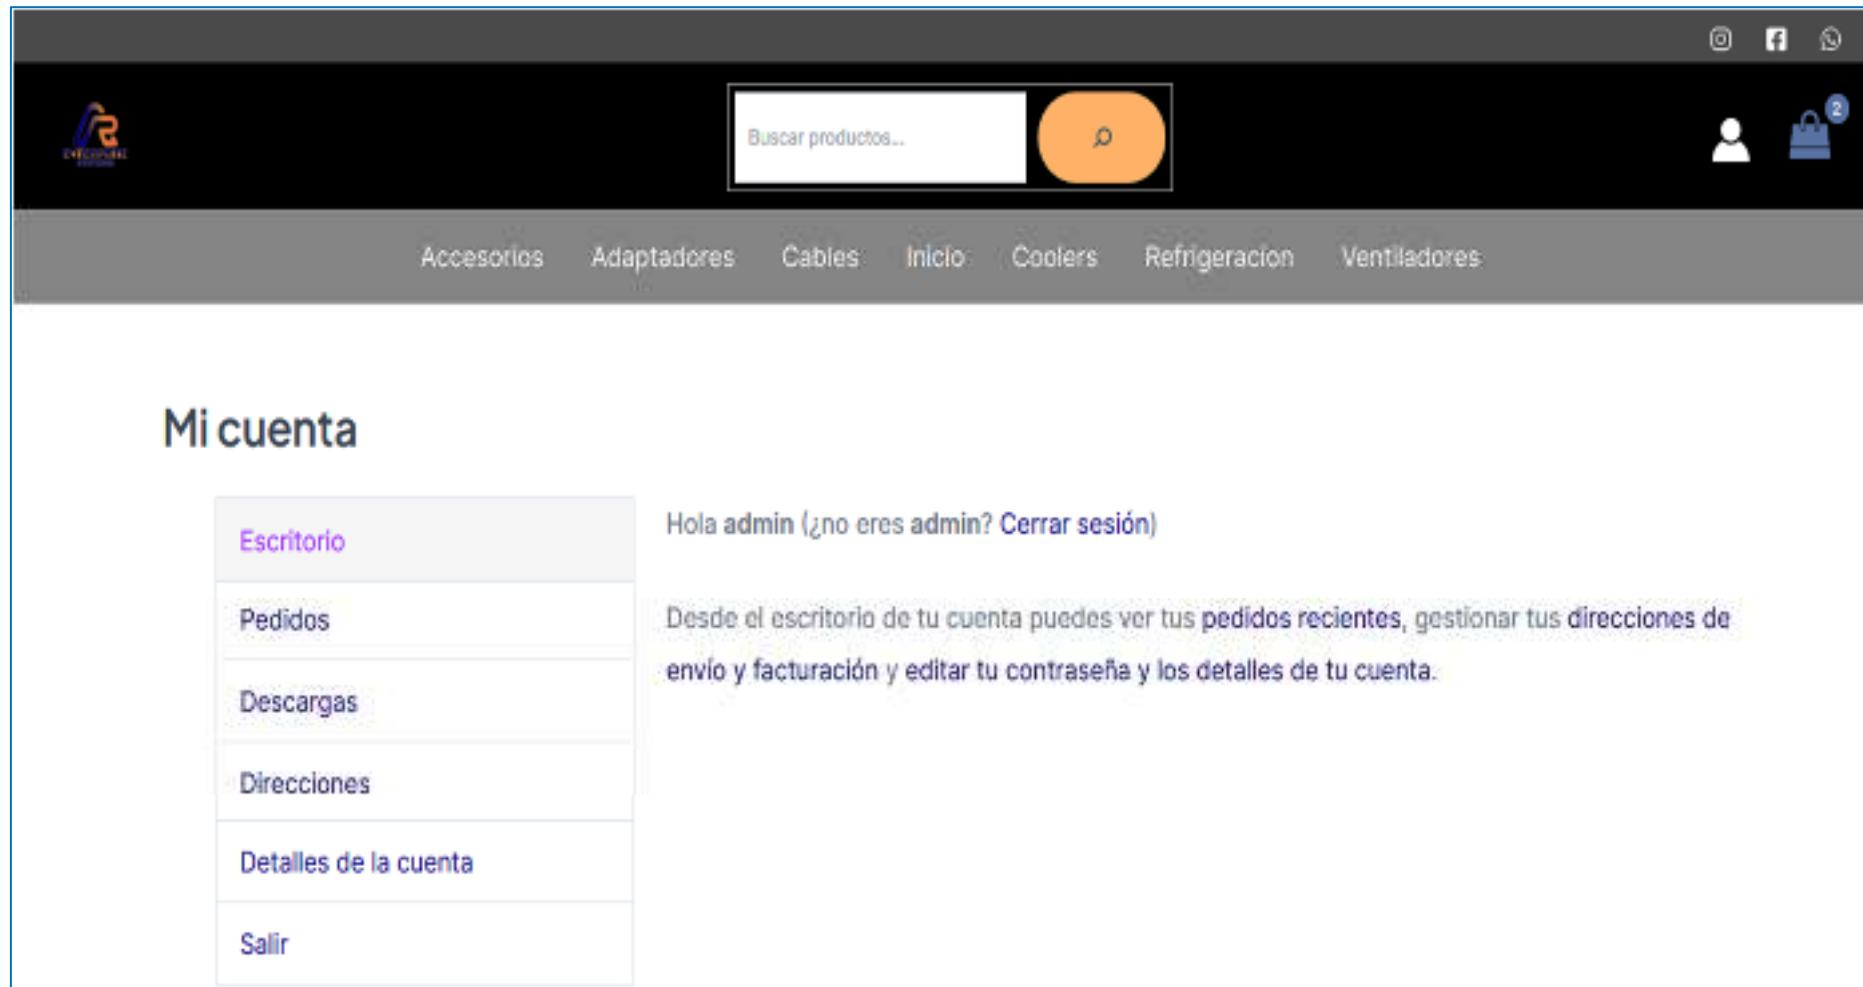 2
Buscar productos...
Accesorios Adaptadores Cables Inicio Coolers Refrigeracion Ventiladores
Mi cuenta
Escritorio
Pedidos
Descargas
Direcciones
Detalles de la cuenta
Salir
Hola admin (¿no eres admin? Cerrar sesión)
Desde el escritorio de tu cuenta puedes ver tus pedidos recientes, gestionar tus direcciones de
envío y facturación y editar tu contraseña y los detalles de tu cuenta.